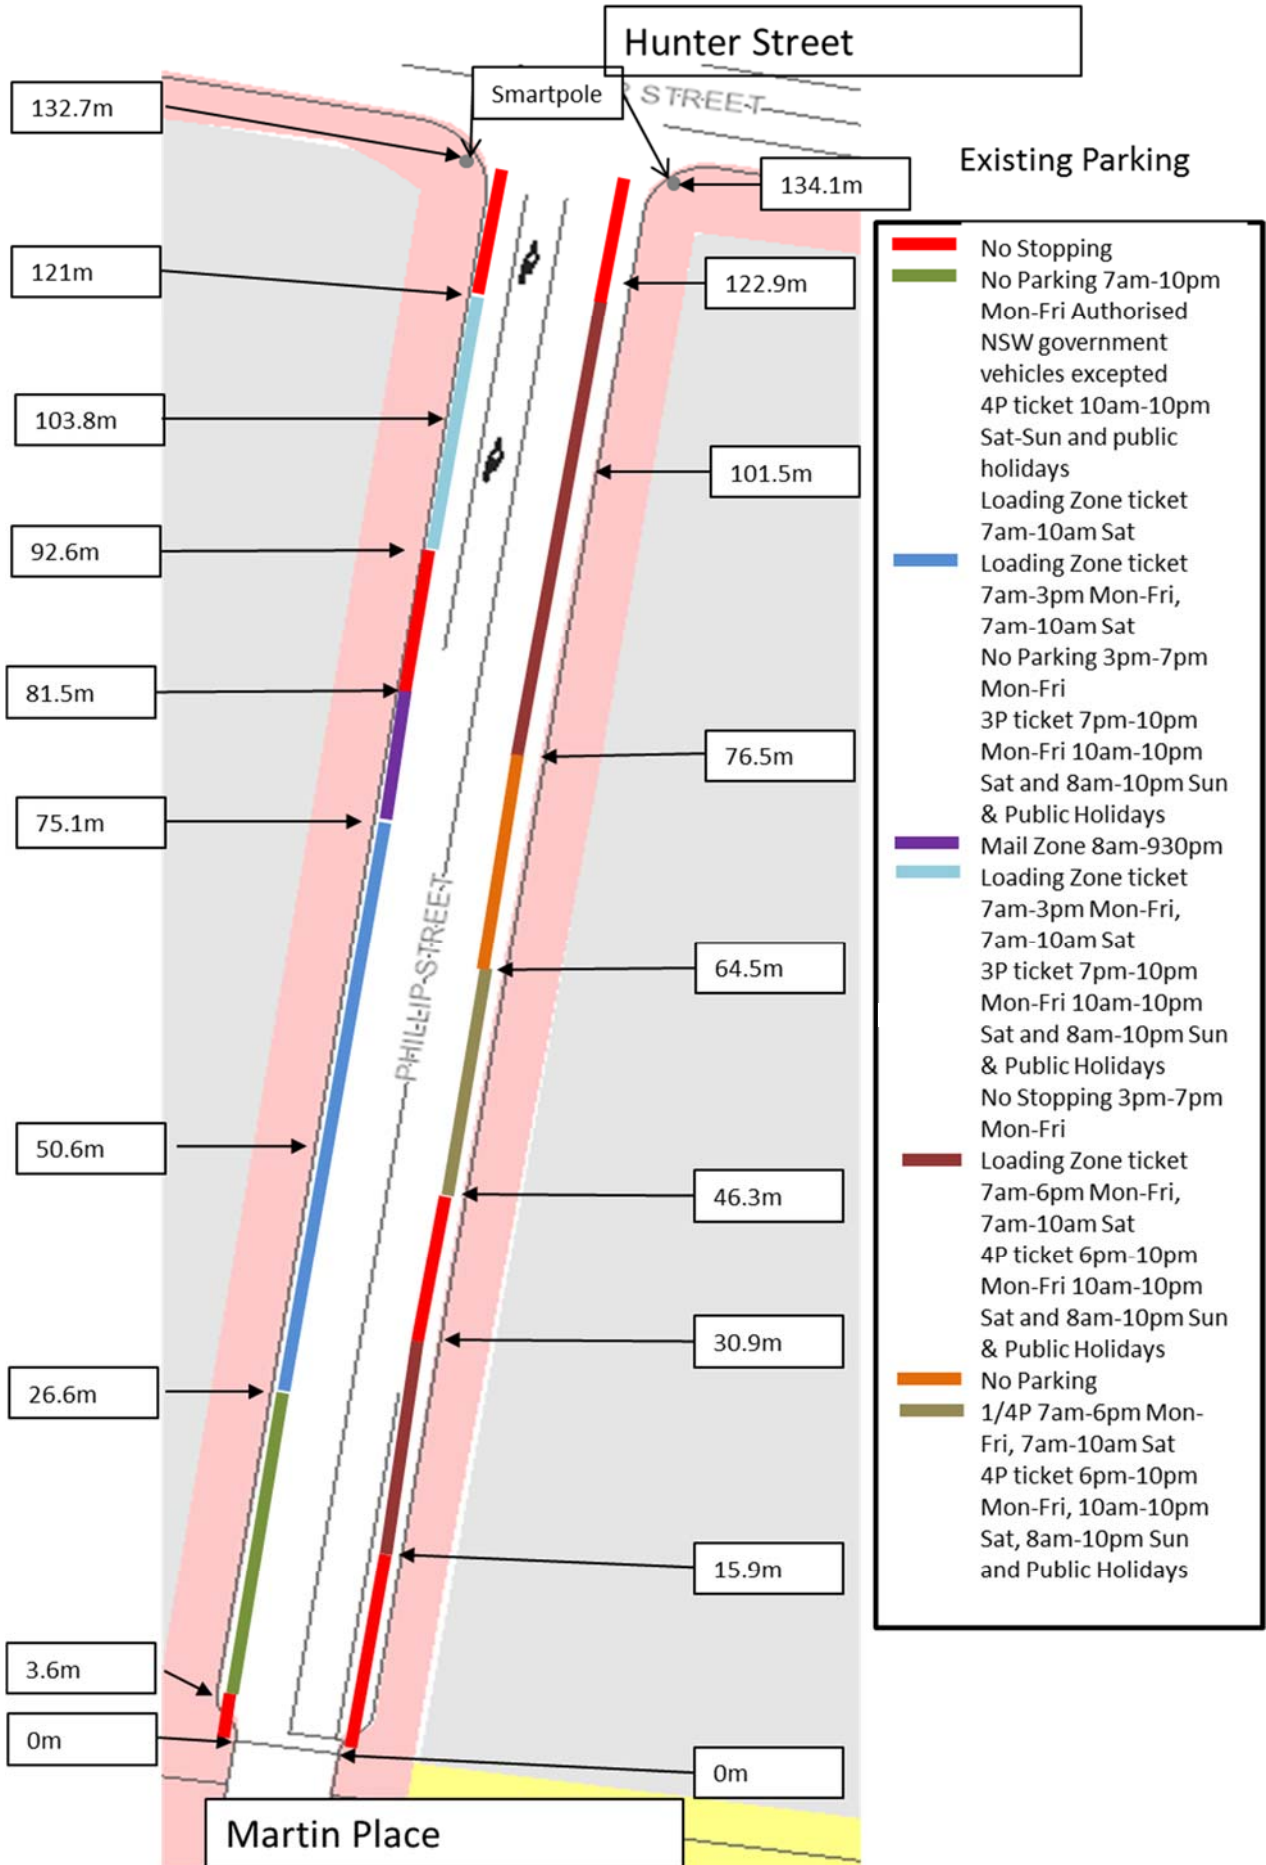 Hunter Street
Smartpole
STREET
132.7m
134.1m
Existing Parking
121m
122.9m
103.8m
101.5m
92.6m
81.5m
76.5m
75.1m
PHILLIP STREET
64.5m
50.6m
46.3m
30.9m
26.6m
15.9m
3.6m
0m
0m
Martin Place
No Stopping
No Parking 7am-10pm
Mon-Fri Authorised
NSW government
vehicles excepted
4P ticket 10am-10pm
Sat-Sun and public
holidays
Loading Zone ticket
7am-10am Sat
Loading Zone ticket
7am-3pm Mon-Fri,
7am-10am Sat
No Parking 3pm-7pm
Mon-Fri
3P ticket 7pm-10pm
Mon-Fri 10am-10pm
Sat and 8am-10pm Sun
& Public Holidays
Mail Zone 8am-930pm
Loading Zone ticket
7am-3pm Mon-Fri,
7am-10am Sat
3P ticket 7pm-10pm
Mon-Fri 10am-10pm
Sat and 8am-10pm Sun
& Public Holidays
No Stopping 3pm-7pm
Mon-Fri
Loading Zone ticket
7am-6pm Mon-Fri,
7am-10am Sat
4P ticket 6pm-10pm
Mon-Fri 10am-10pm
Sat and 8am-10pm Sun
& Public Holidays
No Parking
1/4P 7am-6pm Mon-
Fri, 7am-10am Sat
4P ticket 6pm-10pm
Mon-Fri, 10am-10pm
Sat, 8am-10pm Sun
and Public Holidays